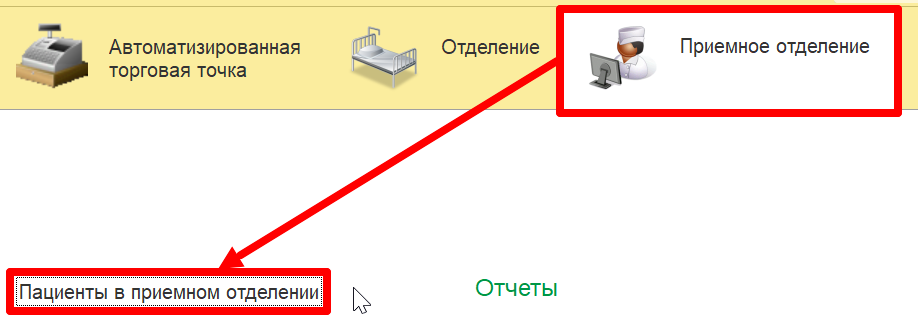 Автоматизированная
торговая точка
Отделение
Приемное отделение
Пациенты в приемном отделении
Отчеты